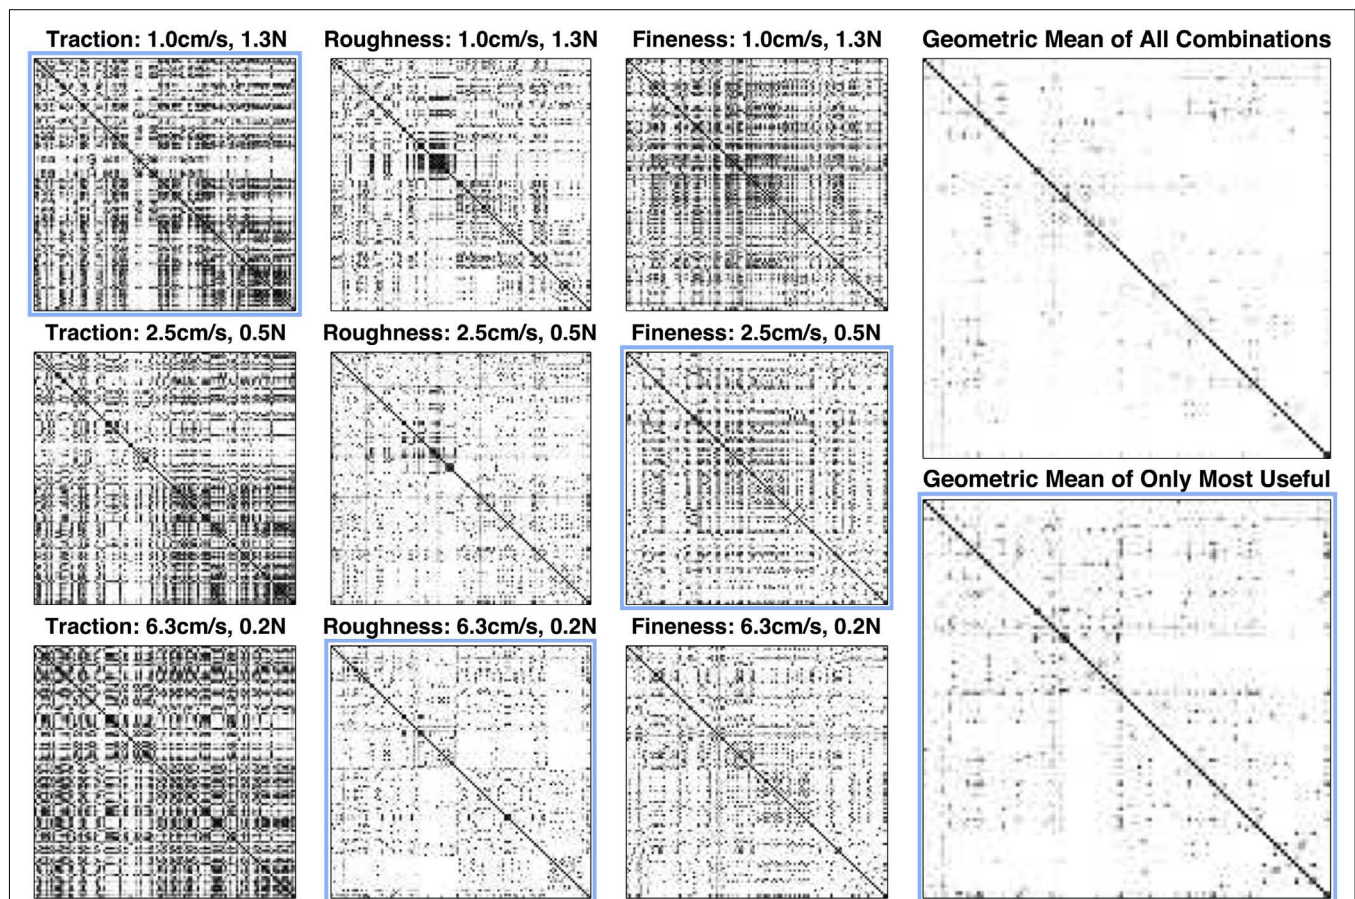 Traction: 1.0cm/s, 1.3N
Roughness: 1.0cm/s, 1.3N
Fineness: 1.0cm/s, 1.3N
Geometric Mean of All Combinations
Traction: 2.5cm/s, 0.5N
Roughness: 2.5cm/s, 0.5N
Fineness: 2.5cm/s, 0.5N
Geometric Mean of Only Most Useful
Traction: 6.3cm/s, 0.2N
Roughness: 6.3cm/s, 0.2N
Fineness: 6.3cm/s, 0.2N